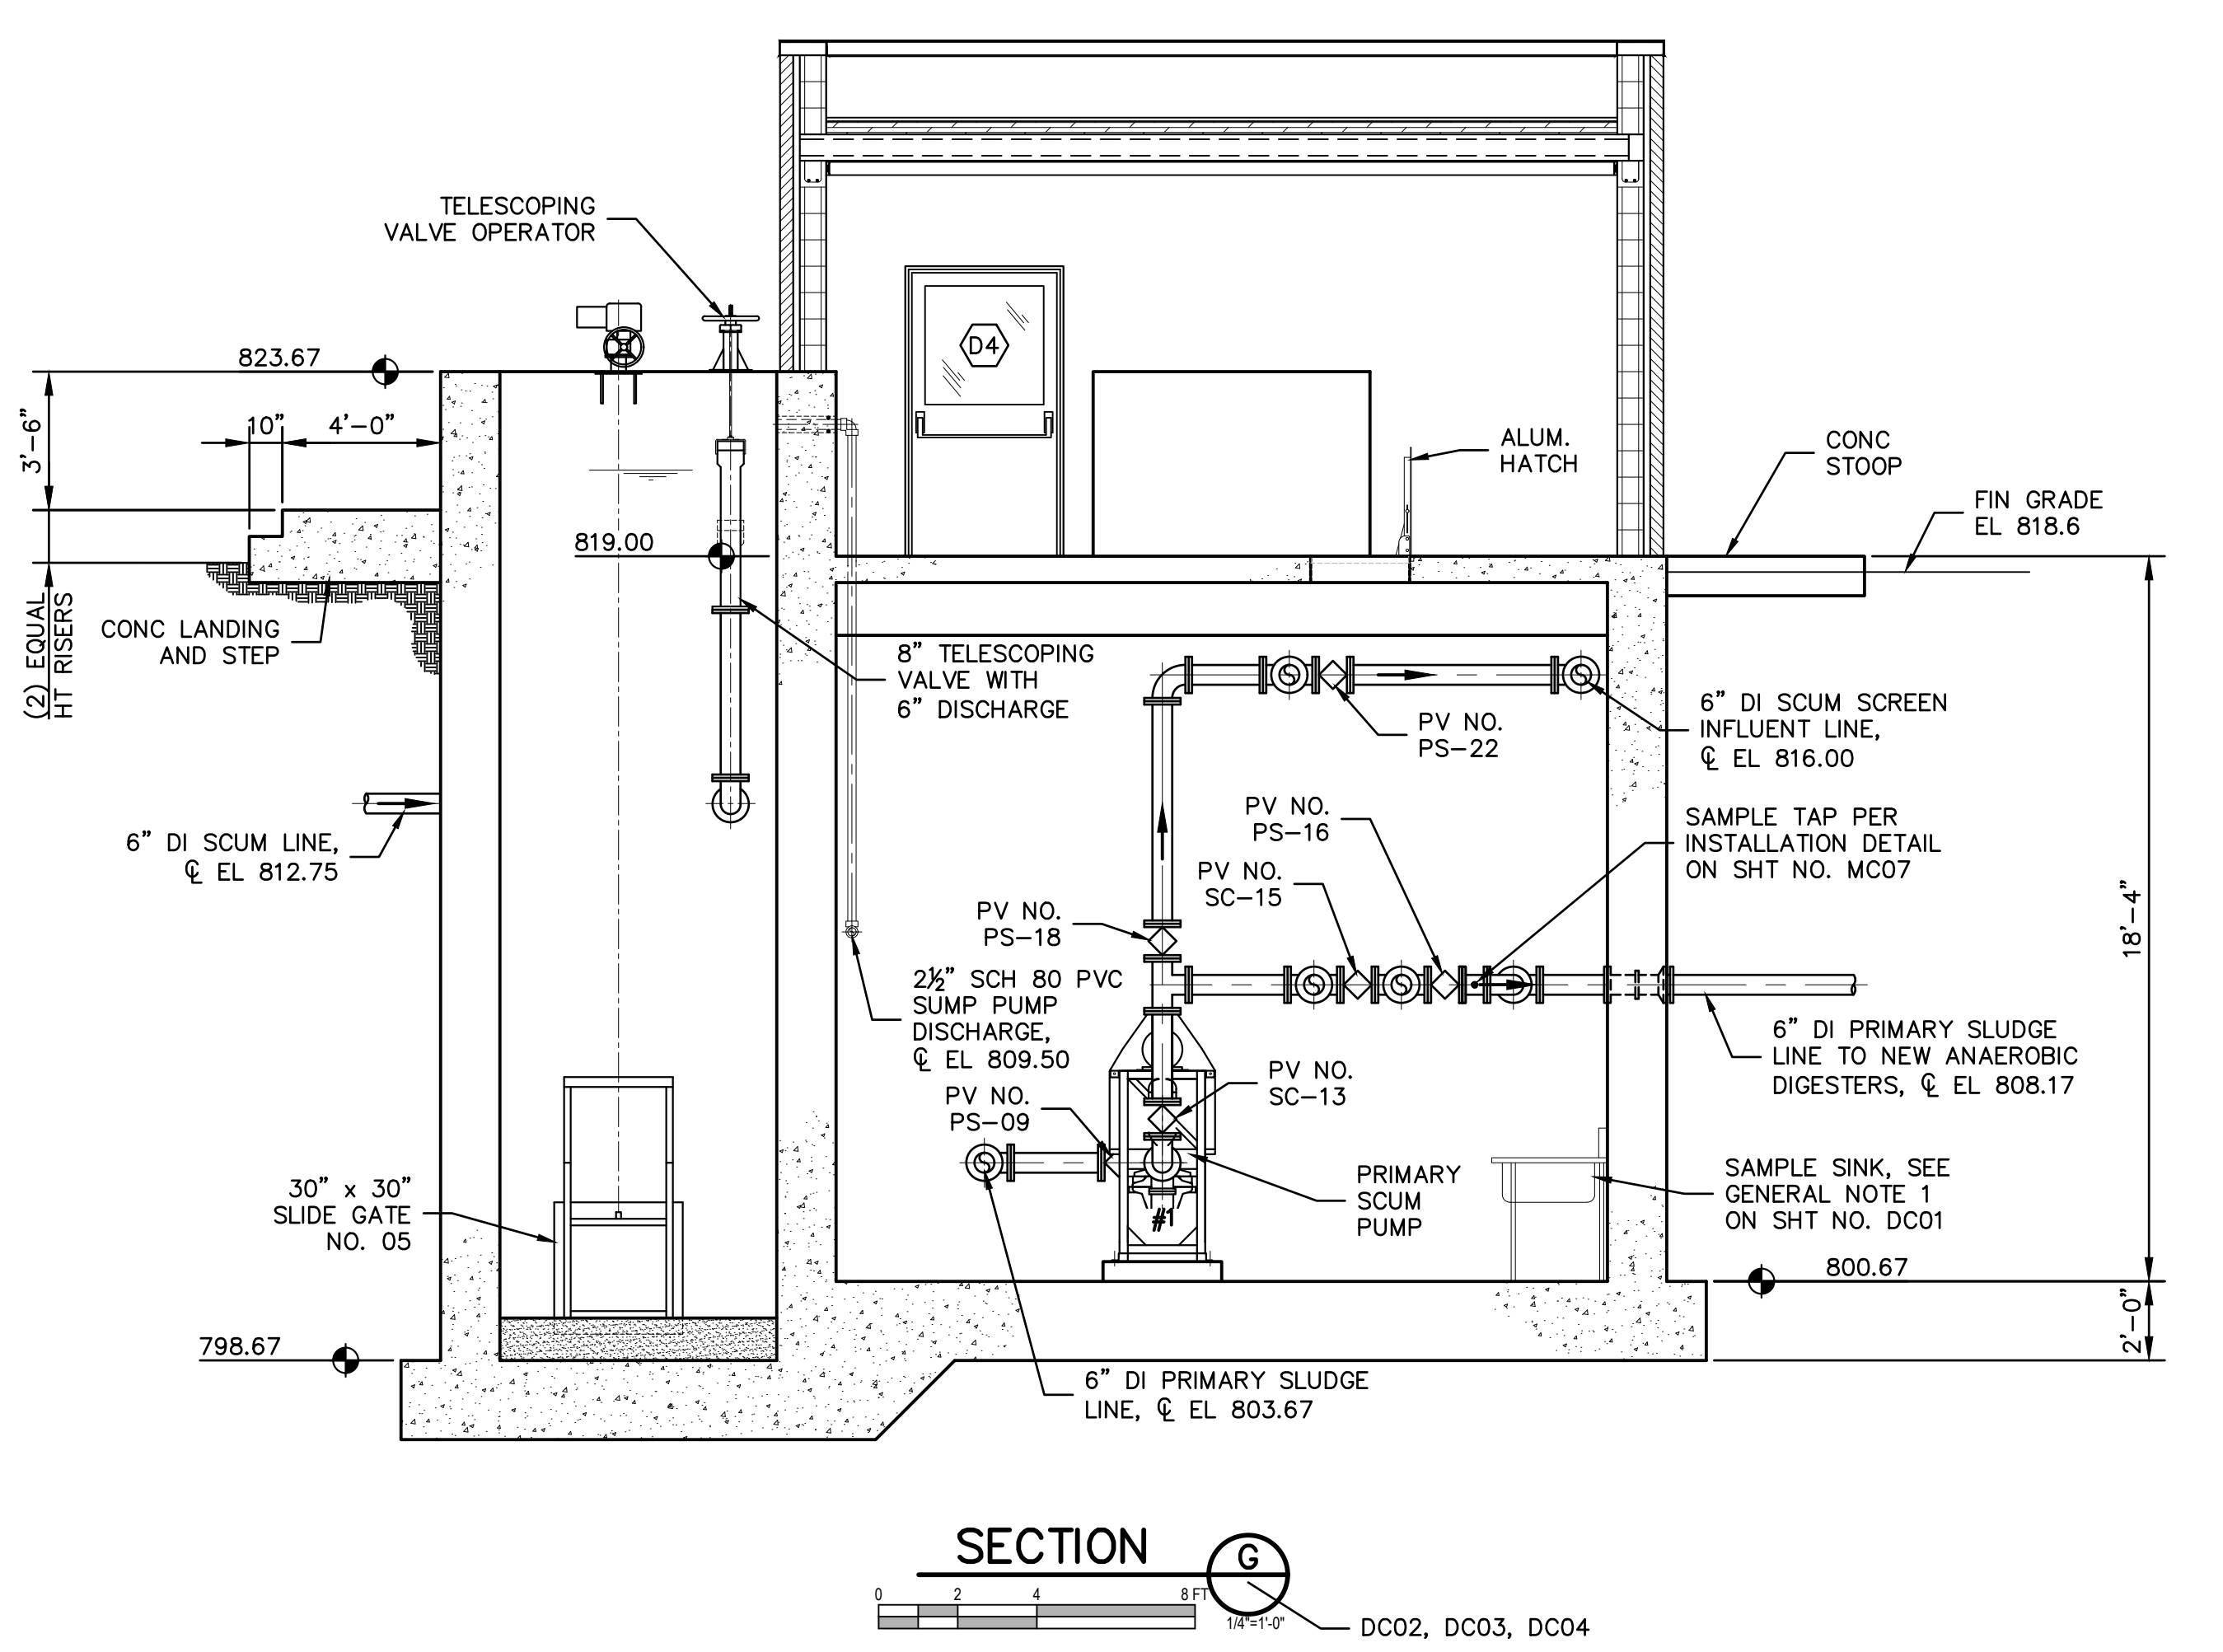 TELESCOPING
VALVE OPERATOR
D4
823.67
3'-6"
10"
4'-0"
ALUM.
HATCH
CONC
STOOP
FIN GRADE
EL 818.6
819.00
(2) EQUAL
HT RISERS
CONC LANDING
AND STEP
8" TELESCOPING
VALVE WITH
6" DISCHARGE
PV NO.
PS-22
6" DI SCUM SCREEN
INFLUENT LINE,
℄ EL 816.00
6" DI SCUM LINE,
℄ EL 812.75
PV NO.
PS-16
SAMPLE TAP PER
INSTALLATION DETAIL
ON SHT NO. MC07
PV NO.
SC-15
PV NO.
PS-18
18'-4"
2½" SCH 80 PVC
SUMP PUMP
DISCHARGE,
℄ EL 809.50
6" DI PRIMARY SLUDGE
LINE TO NEW ANAEROBIC
DIGESTERS, ℄ EL 808.17
PV NO.
SC-13
PV NO.
PS-09
30" x 30"
SLIDE GATE
NO. 05
#1
PRIMARY
SCUM
PUMP
SAMPLE SINK, SEE
GENERAL NOTE 1
ON SHT NO. DC01
800.67
2'-0"
798.67
6" DI PRIMARY SLUDGE
LINE, ℄ EL 803.67
SECTION
G
0 2 4 8 FT
1/4"=1'-0"
DC02, DC03, DC04